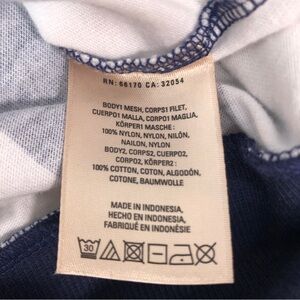 RN: 66170 CA: 32054
BODY1 MESH, CORPS1 FILET,
CUERPO1 MALLA, CORPO1 MAGLIA,
KÖRPER1 MASCHE:
100% NYLON, NYLON, NILÓN,
NAILON, NYLON
BODY2, CORPS2, CUERPO2,
CORPO2, KÖRPER2:
100% COTTON, COTON, ALGODÓN,
COTONE, BAUMWOLLE
MADE IN INDONESIA,
HECHO EN INDONESIA,
FABRIQUÉ EN INDONÉSIE
30